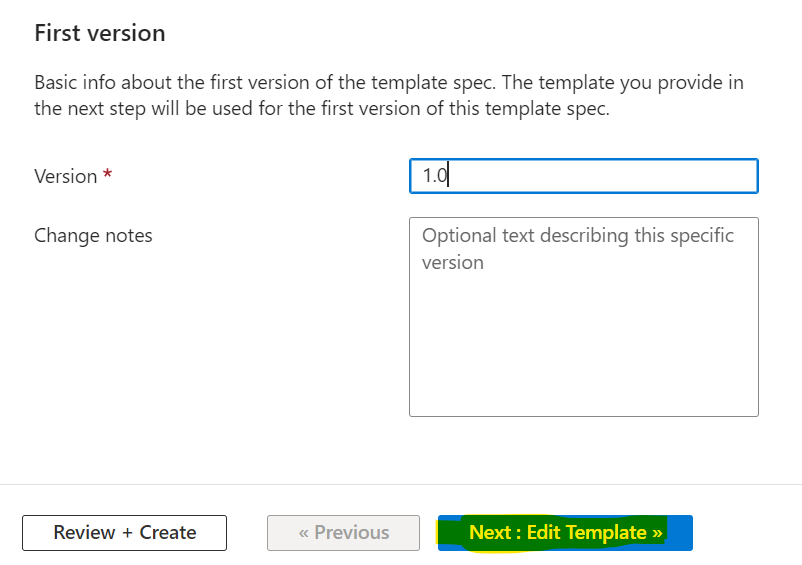 First version
Basic info about the first version of the template spec. The template you provide in
the next step will be used for the first version of this template spec.
Version *
1.0
Change notes
Optional text describing this specific
version
Review + Create
« Previous
Next : Edit Template »